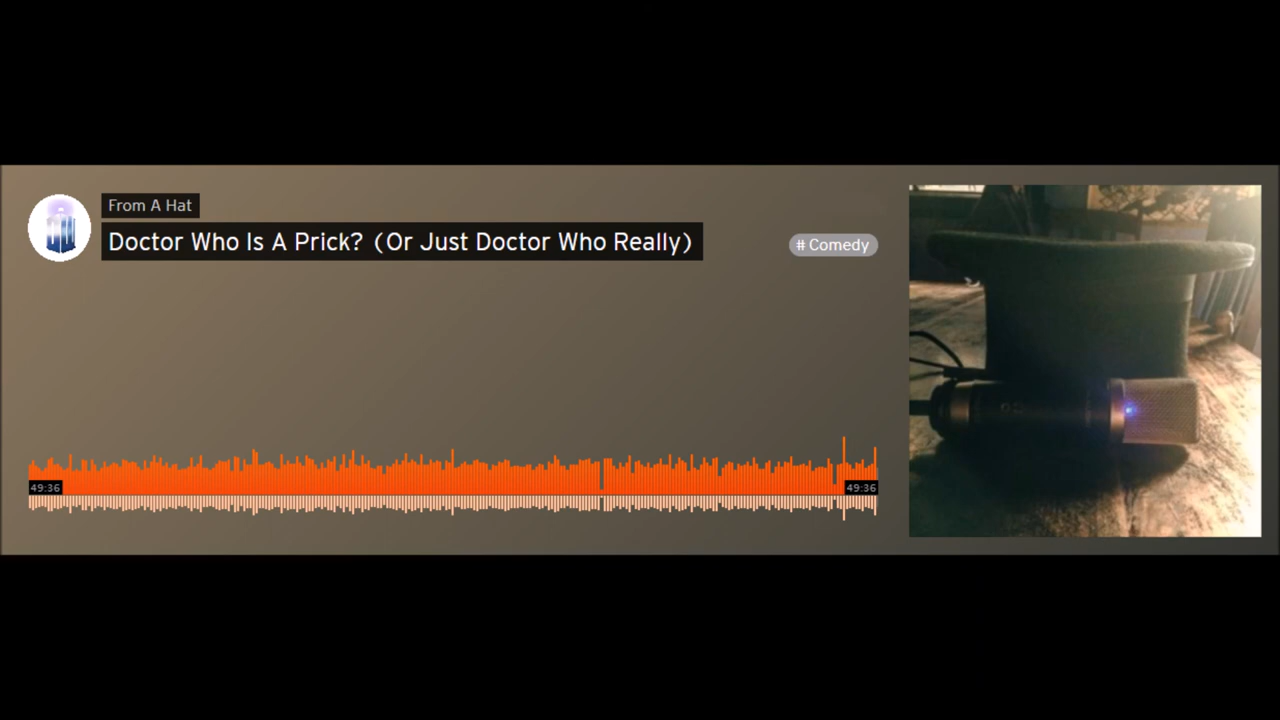 From A Hat
Doctor Who Is A Prick? (Or Just Doctor Who Really)
# Comedy
49:36
49:36